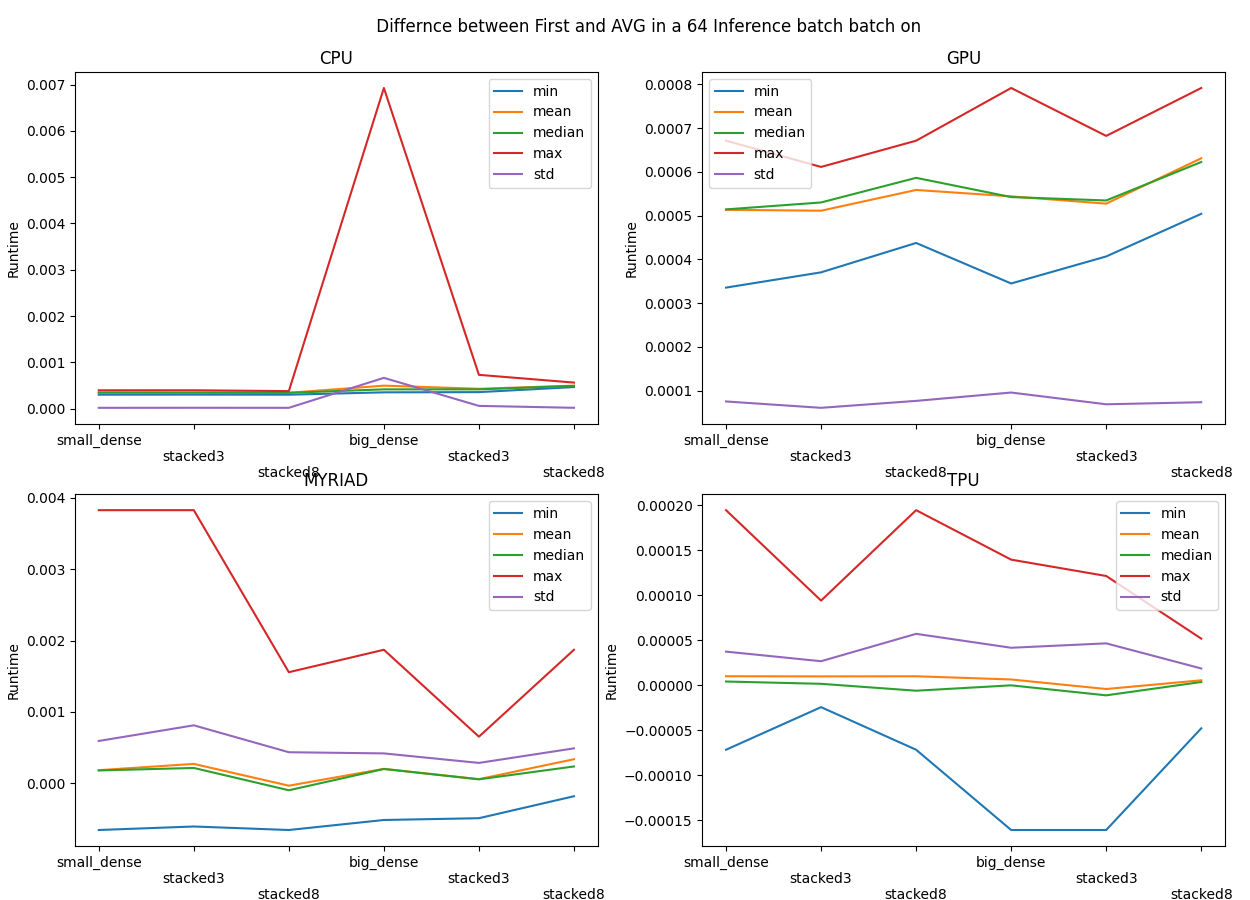 Differnce between First and AVG in a 64 Inference batch batch on
CPU
Runtime
0.007
0.006
0.005
0.004
0.003
0.002
0.001
0.000
min
mean
median
max
std
small_dense
stacked3
stacked8
big_dense
stacked3
stacked8
GPU
Runtime
0.0008
0.0007
0.0006
0.0005
0.0004
0.0003
0.0002
0.0001
min
mean
median
max
std
small_dense
stacked3
stacked8
big_dense
stacked3
stacked8
MYRIAD
Runtime
0.004
0.003
0.002
0.001
0.000
min
mean
median
max
std
small_dense
stacked3
stacked8
big_dense
stacked3
stacked8
TPU
Runtime
0.00020
0.00015
0.00010
0.00005
0.00000
−0.00005
−0.00010
−0.00015
min
mean
median
max
std
small_dense
stacked3
stacked8
big_dense
stacked3
stacked8